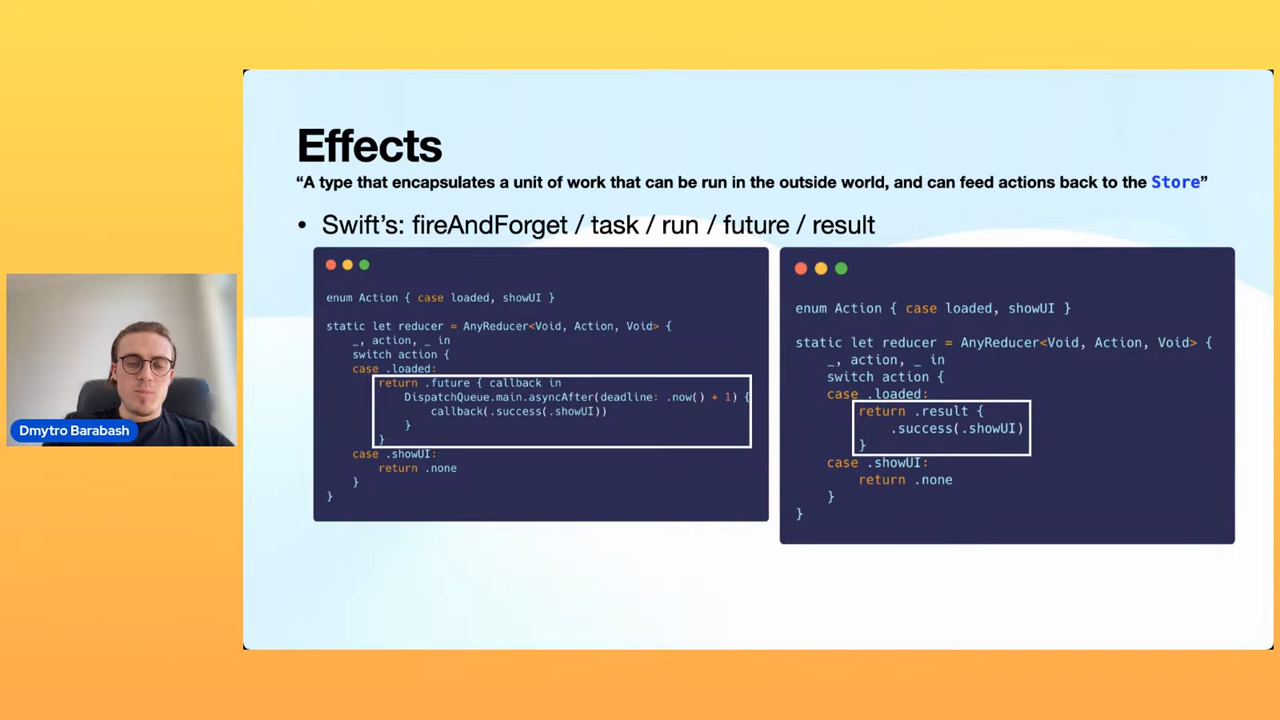 Effects
“A type that encapsulates a unit of work that can be run in the outside world, and can feed actions back to the Store”
• Swift’s: fireAndForget / task / run / future / result
enum Action { case loaded, showUI }
static let reducer = AnyReducer<Void, Action, Void> {
_, action, _ in
switch action {
case .loaded:
return .future { callback in
DispatchQueue.main.asyncAfter(deadline: .now() + 1) {
callback(.success(.showUI))
}
}
case .showUI:
return .none
}
}
enum Action { case loaded, showUI }
static let reducer = AnyReducer<Void, Action, Void> {
_, action, _ in
switch action {
case .loaded:
return .result {
.success(.showUI)
}
case .showUI:
return .none
}
}
Dmytro Barabash